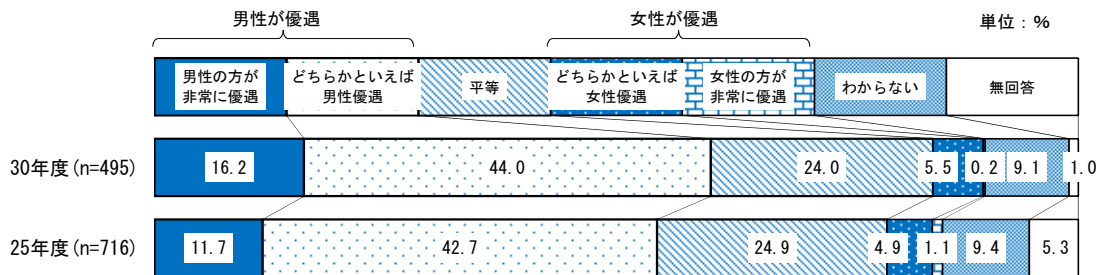 男性が優遇 女性が優遇 単位:%
男性の方が
非常に優遇
どちらかといえば
男性優遇
平等
どちらかといえば
女性優遇
女性の方が
非常に優遇
わからない
無回答
30年度(n=495) 16.2 44.0 24.0 5.5 0.2 9.1 1.0
25年度(n=716) 11.7 42.7 24.9 4.9 1.1 9.4 5.3